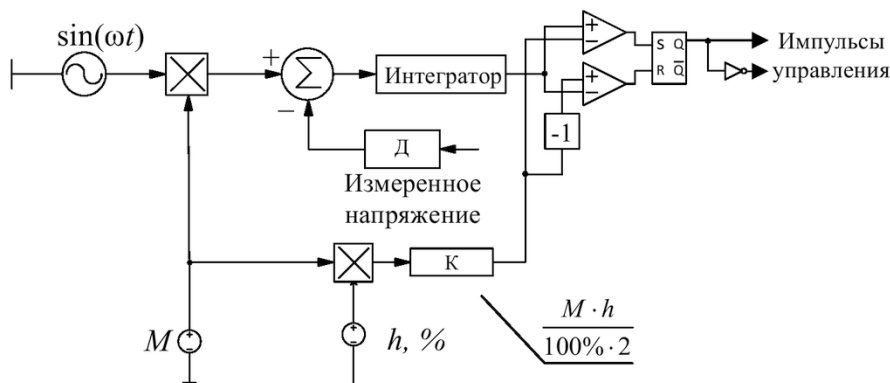 sin(ωt)
+
−
Σ
Интегратор
Д
Измеренное
напряжение
+
−
+
−
-1
S Q
R Q̅
Импульсы
управления
К
M
+
−
h, %
+
−
M · h
100% · 2